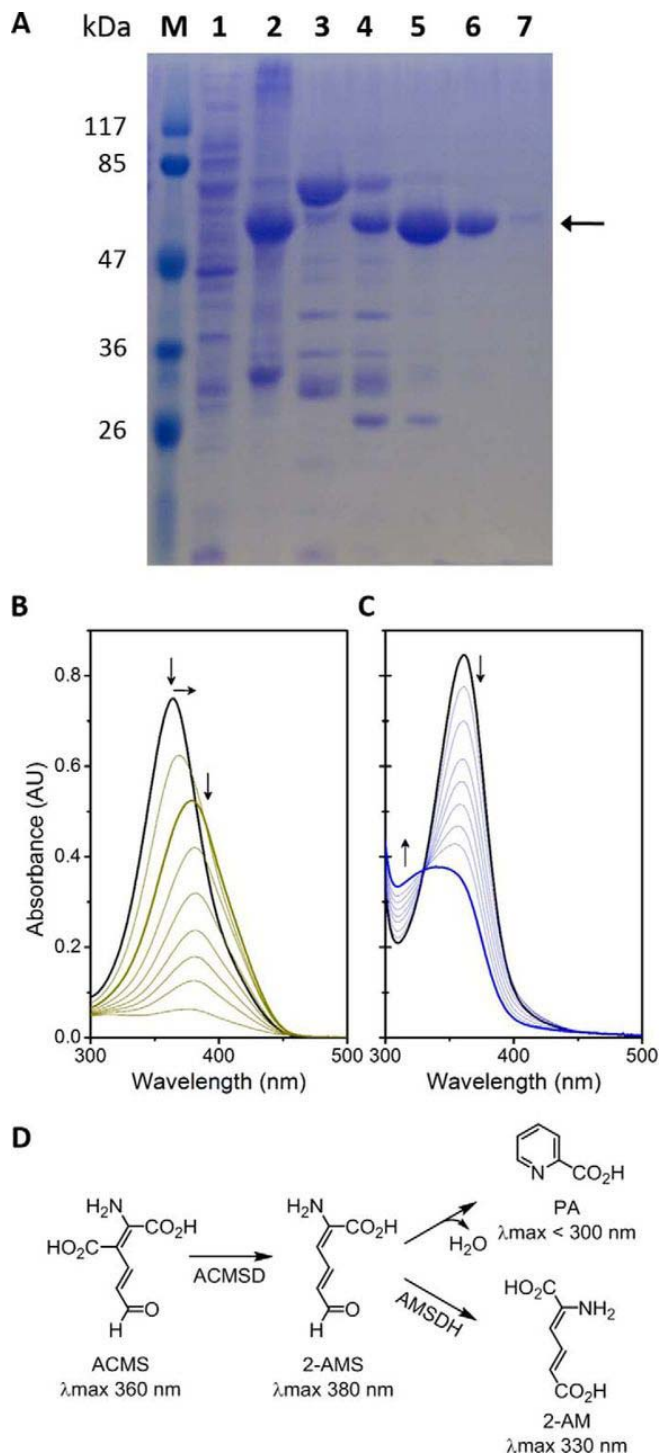 A kDa M 1 2 3 4 5 6 7
117
85
47
36
26
B C
0.8
0.6
0.4
0.2
0.0
Absorbance (AU)
300 400 500 300 400 500
Wavelength (nm) Wavelength (nm)
D
H₂N
CO₂H
HO₂C
O
H
ACMS
λmax 360 nm
ACMSD
H₂N
CO₂H
O
H
2-AMS
λmax 380 nm
H₂O
AMSDH
N
CO₂H
PA
λmax < 300 nm
HO₂C
NH₂
CO₂H
2-AM
λmax 330 nm